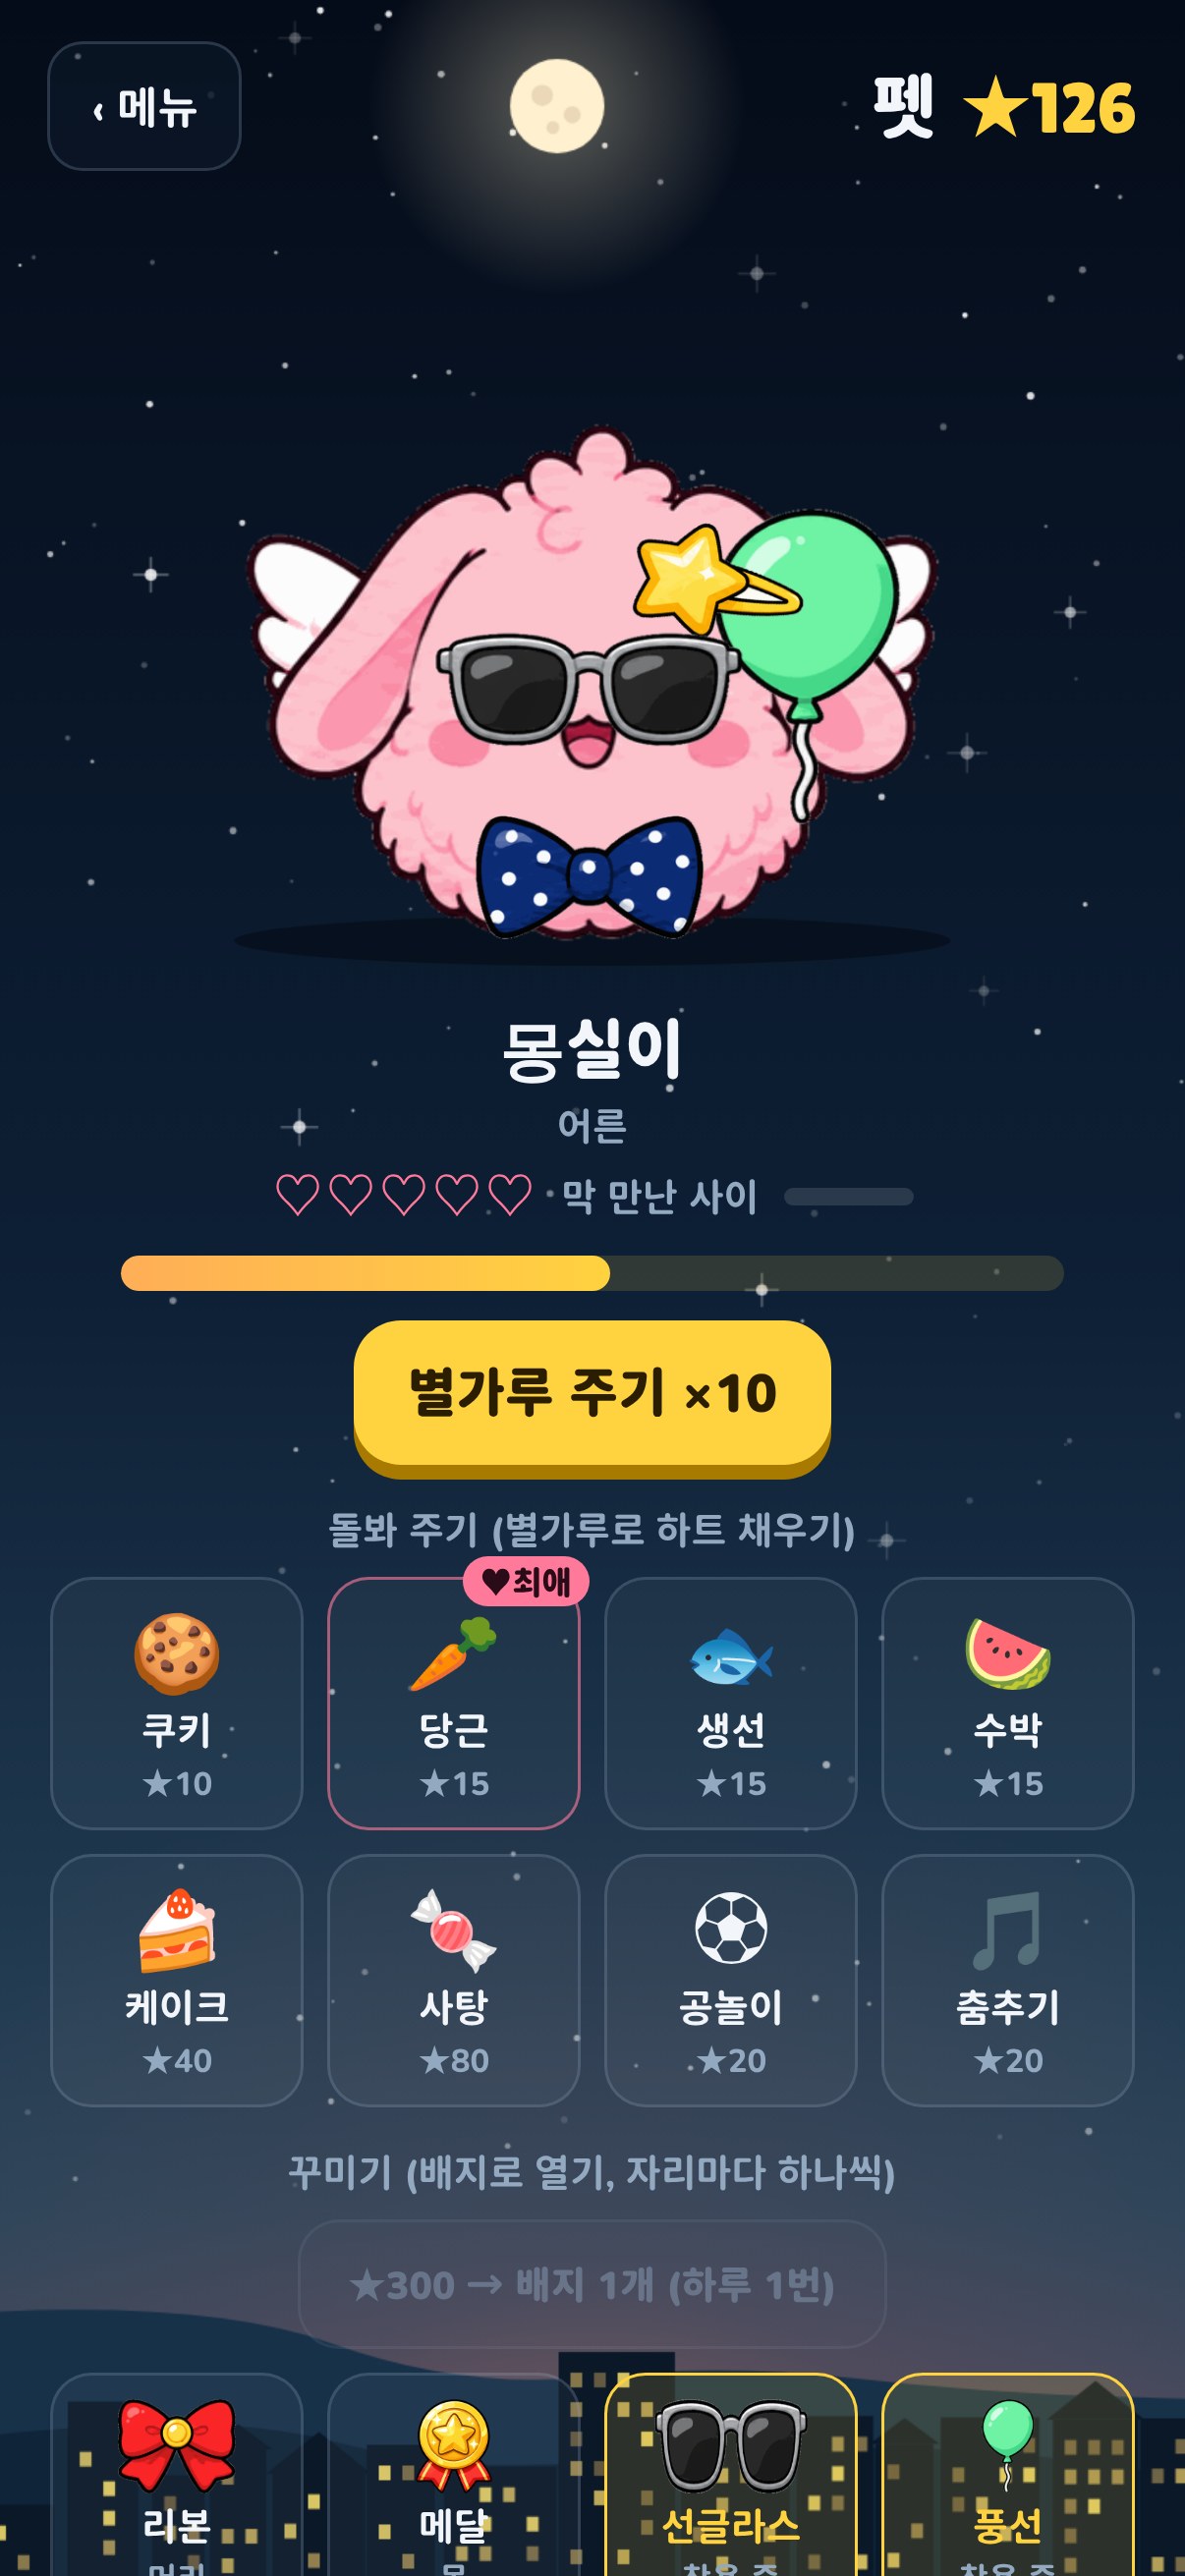 ‹ 메뉴
펫 ★126
몽실이
어른
♡♡♡♡♡ · 막 만난 사이
별가루 주기 ×10
돌봐 주기 (별가루로 하트 채우기)
♥최애
쿠키 당근 생선 수박
★10 ★15 ★15 ★15
케이크 사탕 공놀이 춤추기
★40 ★80 ★20 ★20
꾸미기 (배지로 열기, 자리마다 하나씩)
★300 → 배지 1개 (하루 1번)
리본 메달 선글라스 풍선